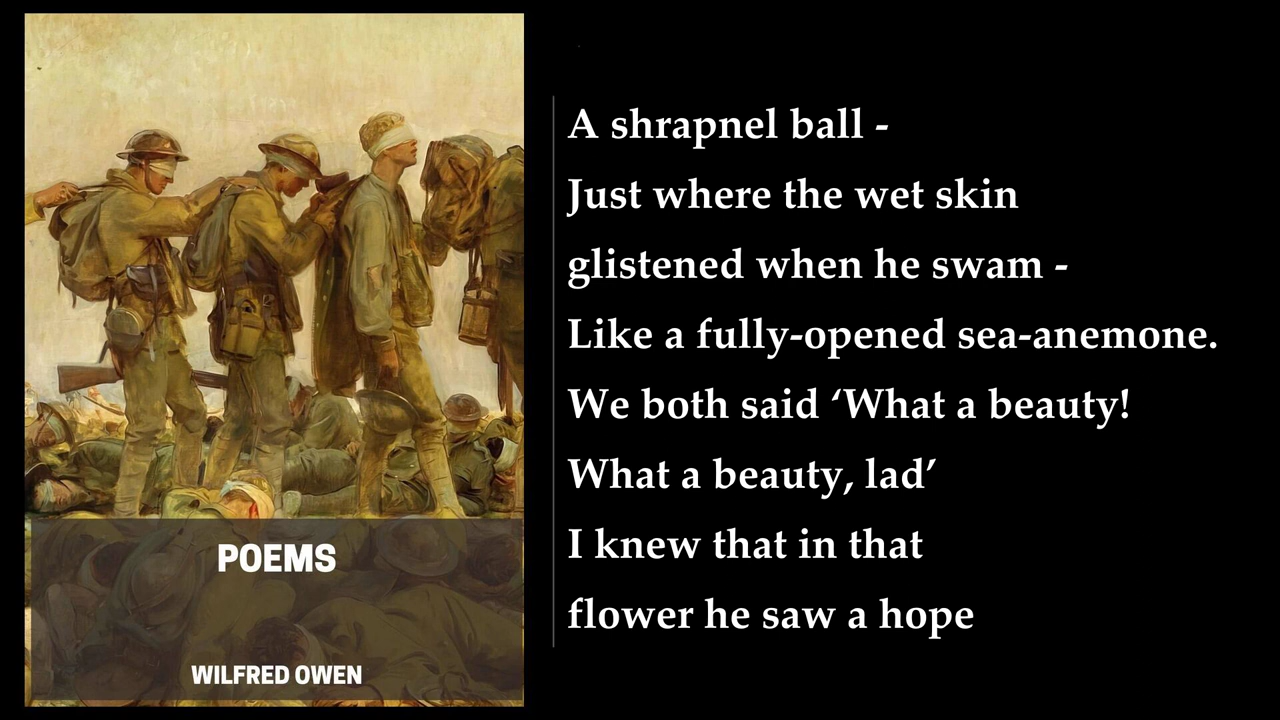 POEMS
WILFRED OWEN
A shrapnel ball -
Just where the wet skin
glistened when he swam -
Like a fully-opened sea-anemone.
We both said ‘What a beauty!
What a beauty, lad’
I knew that in that
flower he saw a hope